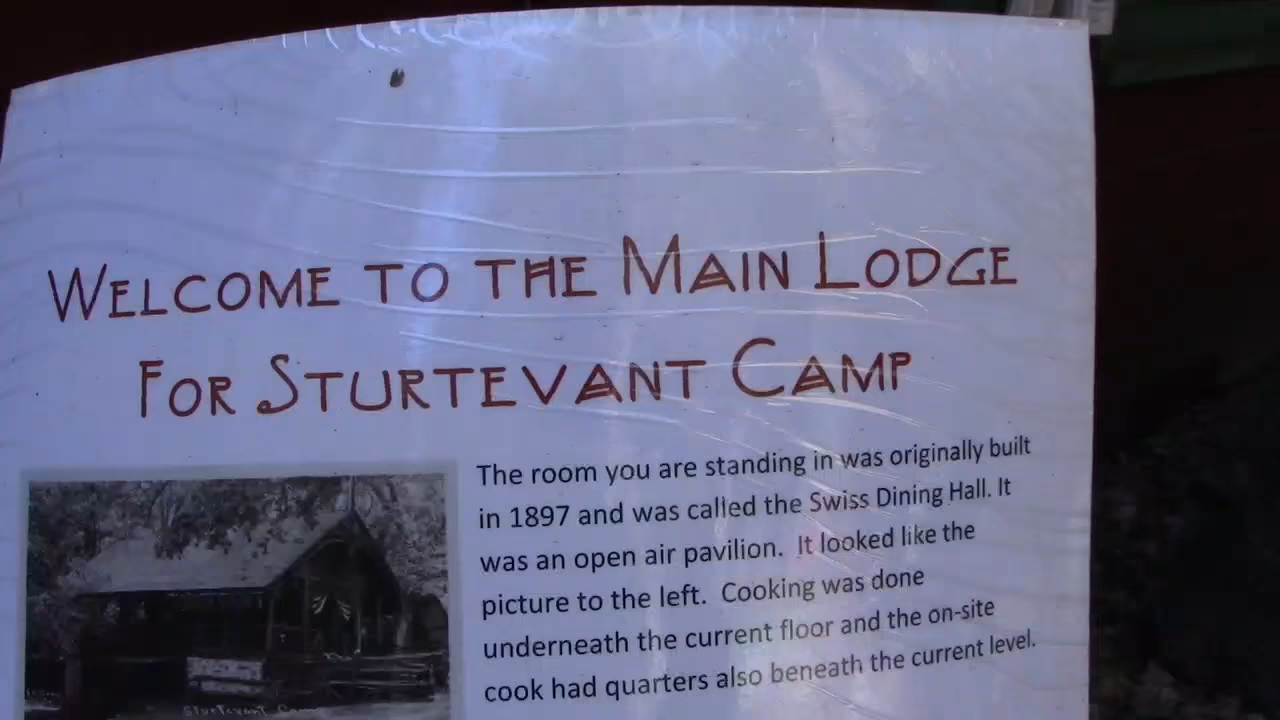 WELCOME TO THE MAIN LODGE
FOR STURTEVANT CAMP
The room you are standing in was originally built
in 1897 and was called the Swiss Dining Hall. It
was an open air pavilion. It looked like the
picture to the left. Cooking was done
underneath the current floor and the on-site
cook had quarters also beneath the current level.
Sturtevant Camp